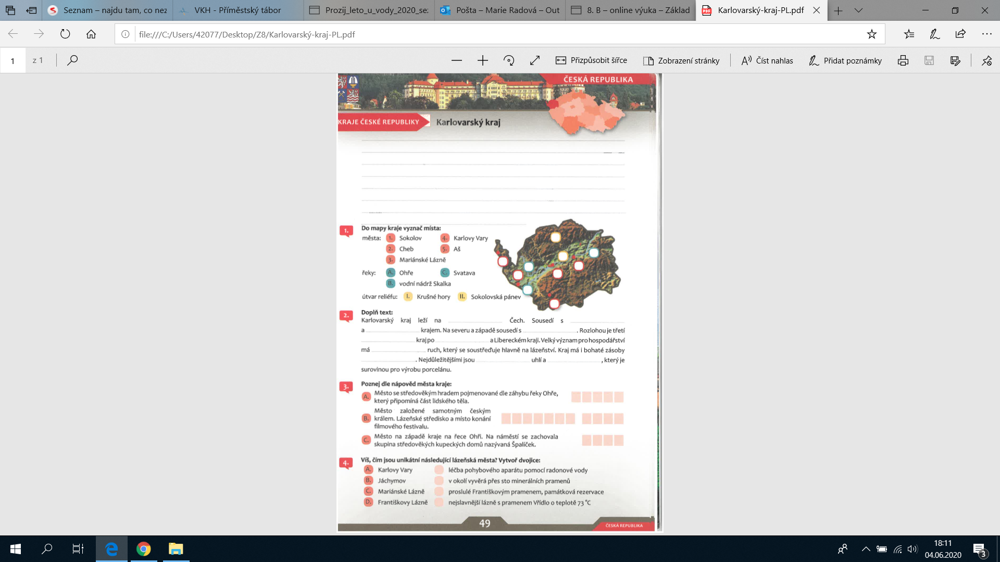 Seznam – najdu tam, co nez
VKH - Příměstský tábor
Prozij_leto_u_vody_2020_se
Pošta – Marie Radová – Out
8. B – online výuka – Základ
Karlovarský-kraj-PL.pdf
file:///C:/Users/42077/Desktop/Z8/Karlovarský-kraj-PL.pdf
1 z 1
Přizpůsobit šířce
Zobrazení stránky
Číst nahlas
Přidat poznámky
ČESKÁ REPUBLIKA
KRAJE ČESKÉ REPUBLIKY
Karlovarský kraj
1. Do mapy kraje vyznač místa:
města: 1. Sokolov 4. Karlovy Vary
2. Cheb 5. Aš
3. Mariánské Lázně
řeky: A. Ohře C. Svatava
B. vodní nádrž Skalka
útvar reliéfu: I. Krušné hory II. Sokolovská pánev
2. Doplň text:
Karlovarský kraj leží na Čech. Sousedí s
a krajem. Na severu a západě sousedí s . Rozlohou je třetí
kraj po a Libereckém kraji. Velký význam pro hospodářství
má ruch, který se soustřeďuje hlavně na lázeňství. Kraj má i bohaté zásoby
. Nejdůležitějšími jsou uhlí a , který je
surovinou pro výrobu porcelánu.
3. Poznej dle nápověd města kraje:
A. Město se středověkým hradem pojmenované dle záhybu řeky Ohře,
který připomíná část lidského těla.
B. Město založené samotným českým
králem. Lázeňské středisko a místo konání
filmového festivalu.
C. Město na západě kraje na řece Ohři. Na náměstí se zachovala
skupina středověkých kupeckých domů nazývaná Špalíček.
4. Víš, čím jsou unikátní následující lázeňská města? Vytvoř dvojice:
A. Karlovy Vary léčba pohybového aparátu pomocí radonové vody
B. Jáchymov v okolí vyvěrá přes sto minerálních pramenů
C. Mariánské Lázně proslulé Františkovým pramenem, památková rezervace
D. Františkovy Lázně nejslavnější lázně s pramenem Vřídlo o teplotě 73 °C
49
ČESKÁ REPUBLIKA
18:11
04.06.2020
3